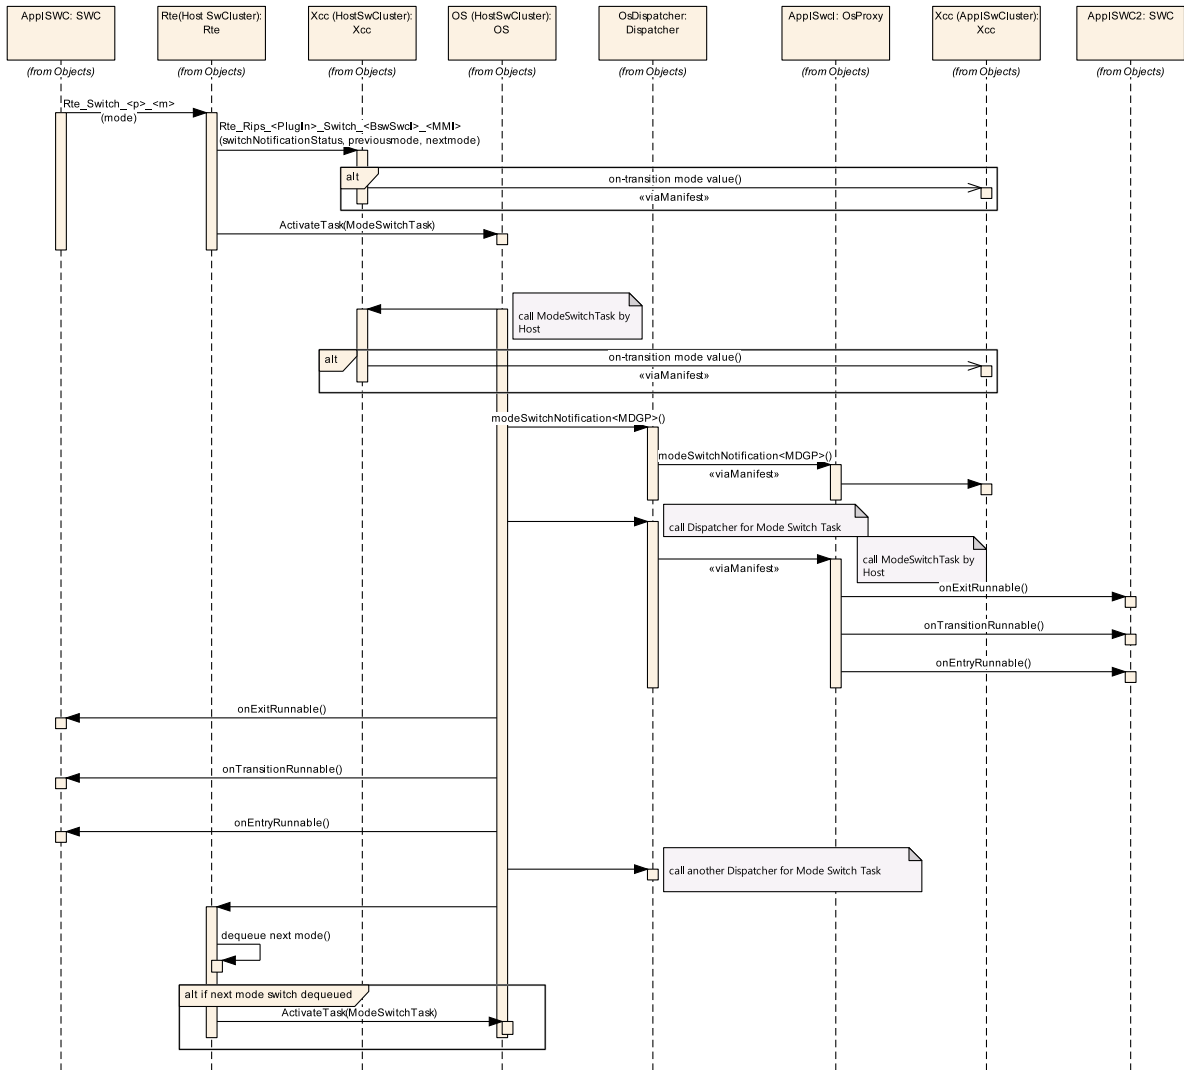 ApplSWC: SWC
Rte(Host SwCluster):
Rte
Xcc (HostSwCluster):
Xcc
OS (HostSwCluster):
OS
OsDispatcher:
Dispatcher
ApplSwcl: OsProxy
Xcc (ApplSwCluster):
Xcc
ApplSWC2: SWC
(from Objects)
(from Objects)
(from Objects)
(from Objects)
(from Objects)
(from Objects)
(from Objects)
(from Objects)
Rte_Switch_<p>_<m>
(mode)
Rte_Rips_<PlugIn>_Switch_<BswSwcI>_<MMI>
(switchNotificationStatus, previousmode, nextmode)
alt
on-transition mode value()
«viaManifest»
ActivateTask(ModeSwitchTask)
call ModeSwitchTask by
Host
alt
on-transition mode value()
«viaManifest»
modeSwitchNotification<MDGP>()
modeSwitchNotification<MDGP>()
«viaManifest»
call Dispatcher for Mode Switch Task
«viaManifest»
call ModeSwitchTask by
Host
onExitRunnable()
onTransitionRunnable()
onEntryRunnable()
onExitRunnable()
onTransitionRunnable()
onEntryRunnable()
call another Dispatcher for Mode Switch Task
dequeue next mode()
alt if next mode switch dequeued
ActivateTask(ModeSwitchTask)